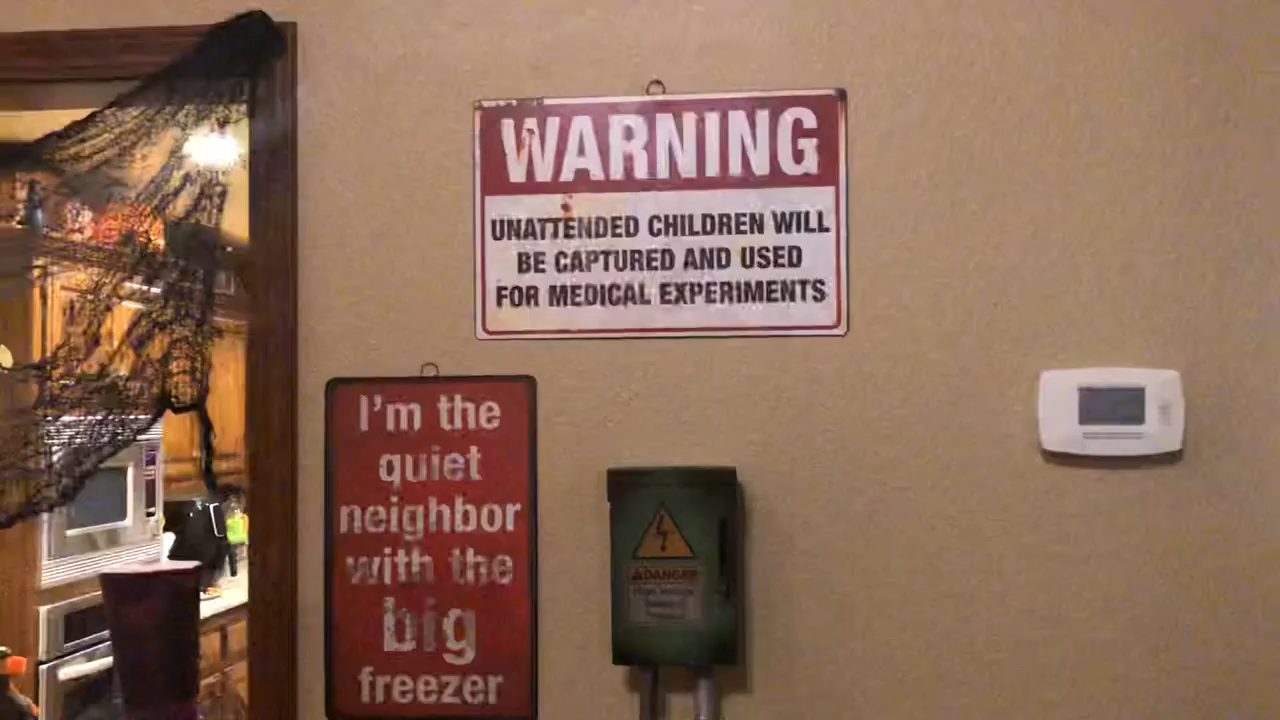 WARNING
UNATTENDED CHILDREN WILL
BE CAPTURED AND USED
FOR MEDICAL EXPERIMENTS
I'm the
quiet
neighbor
with the
big
freezer
DANGER